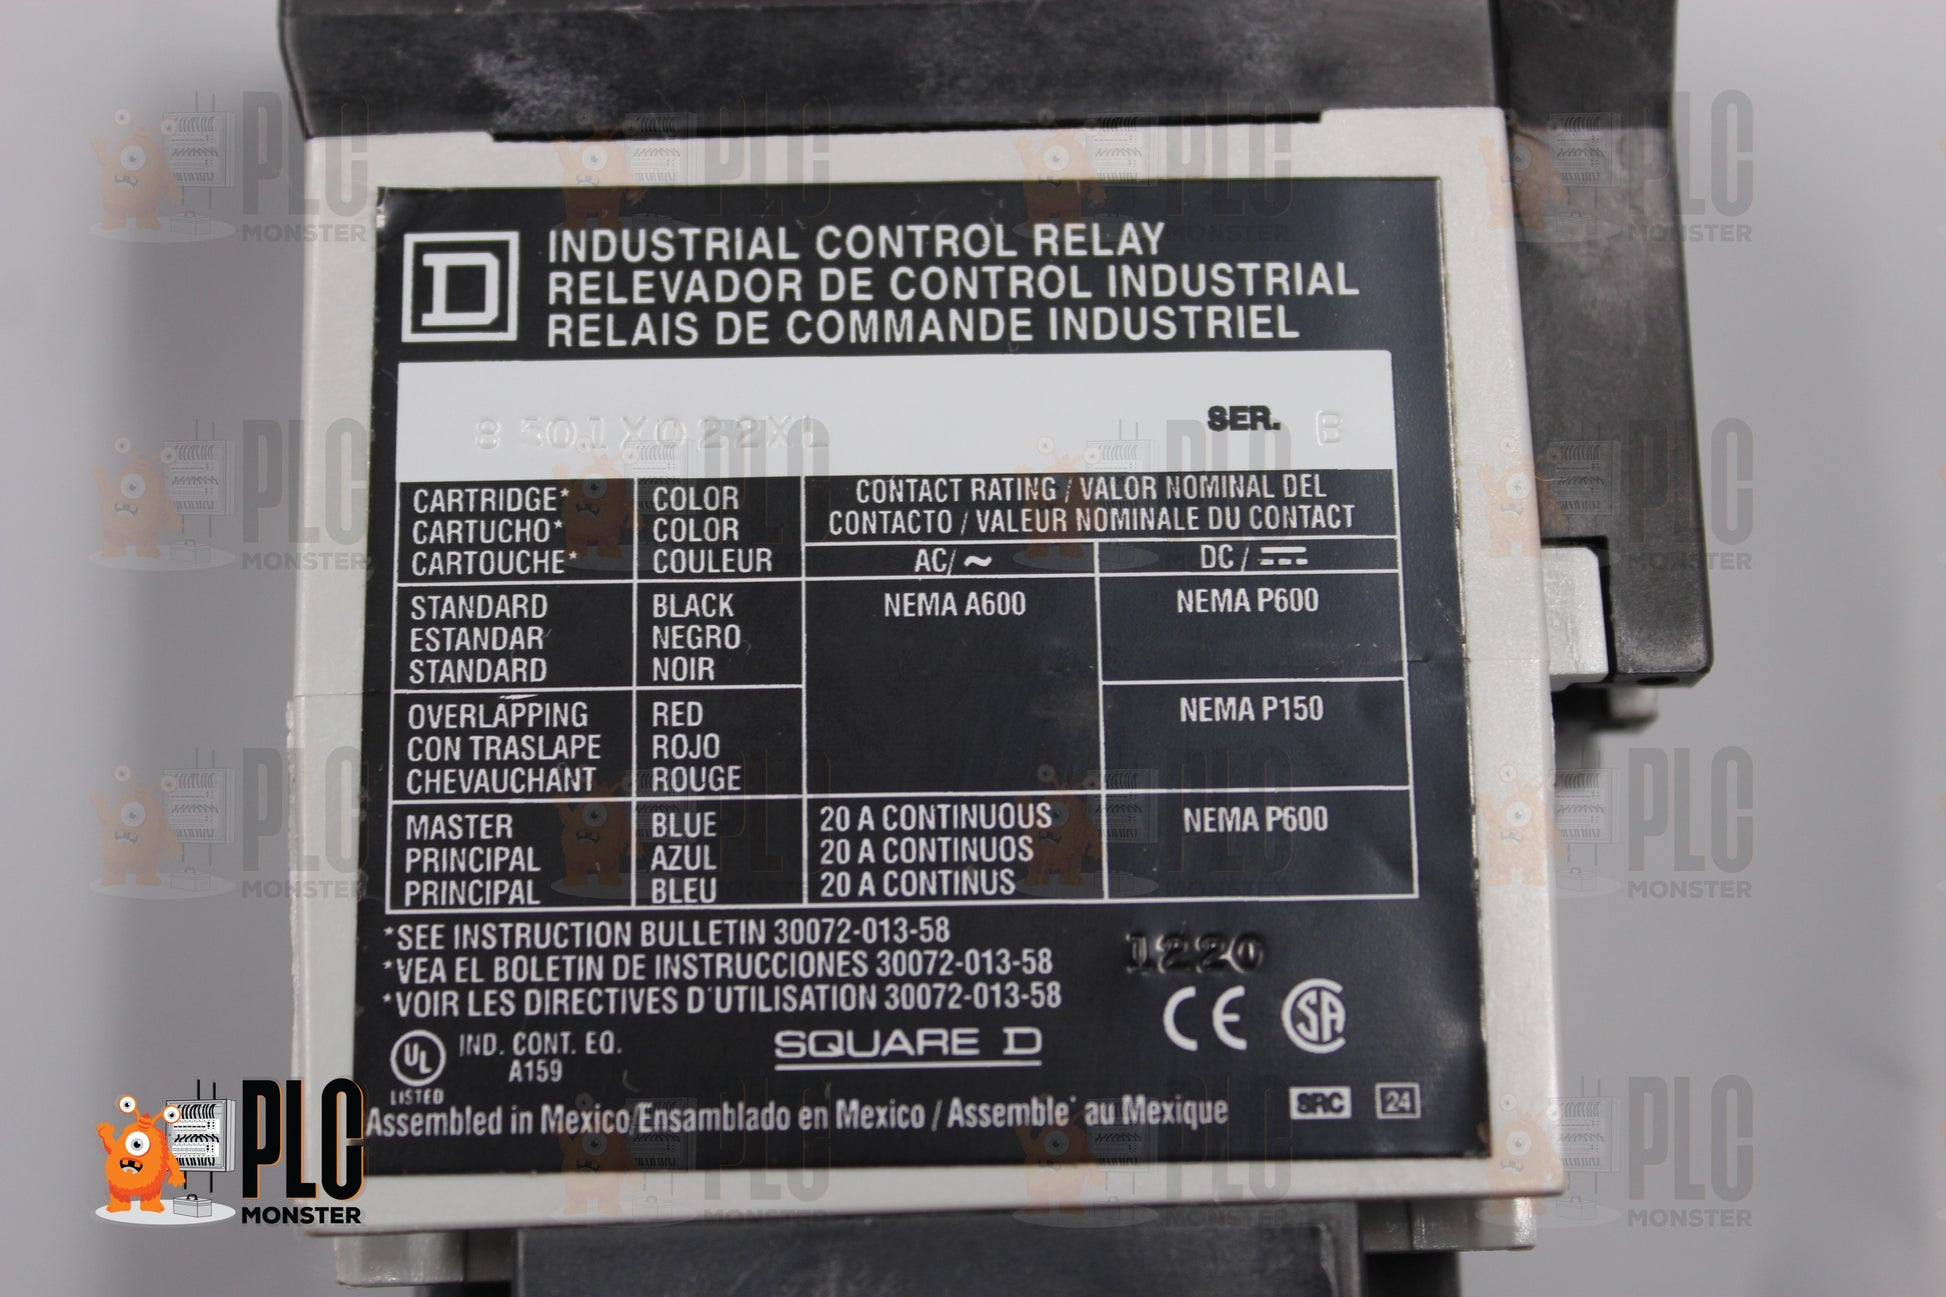 D INDUSTRIAL CONTROL RELAY
RELEVADOR DE CONTROL INDUSTRIAL
RELAIS DE COMMANDE INDUSTRIEL
8501XO22XL SER. B
CARTRIDGE* COLOR CONTACT RATING / VALOR NOMINAL DEL
CARTUCHO* COLOR CONTACTO / VALEUR NOMINALE DU CONTACT
CARTOUCHE* COULEUR AC/~ DC/⎓
STANDARD BLACK NEMA A600 NEMA P600
ESTANDAR NEGRO
STANDARD NOIR
OVERLAPPING RED NEMA P150
CON TRASLAPE ROJO
CHEVAUCHANT ROUGE
MASTER BLUE 20 A CONTINUOUS NEMA P600
PRINCIPAL AZUL 20 A CONTINUOS
PRINCIPAL BLEU 20 A CONTINUS
*SEE INSTRUCTION BULLETIN 30072-013-58
*VEA EL BOLETIN DE INSTRUCCIONES 30072-013-58
*VOIR LES DIRECTIVES D'UTILISATION 30072-013-58
1220
CE SA
UL LISTED
IND. CONT. EQ.
A159
SQUARE D
Assembled in Mexico/Ensamblado en Mexico / Assemble' au Mexique
SRC 24
PLC
MONSTER